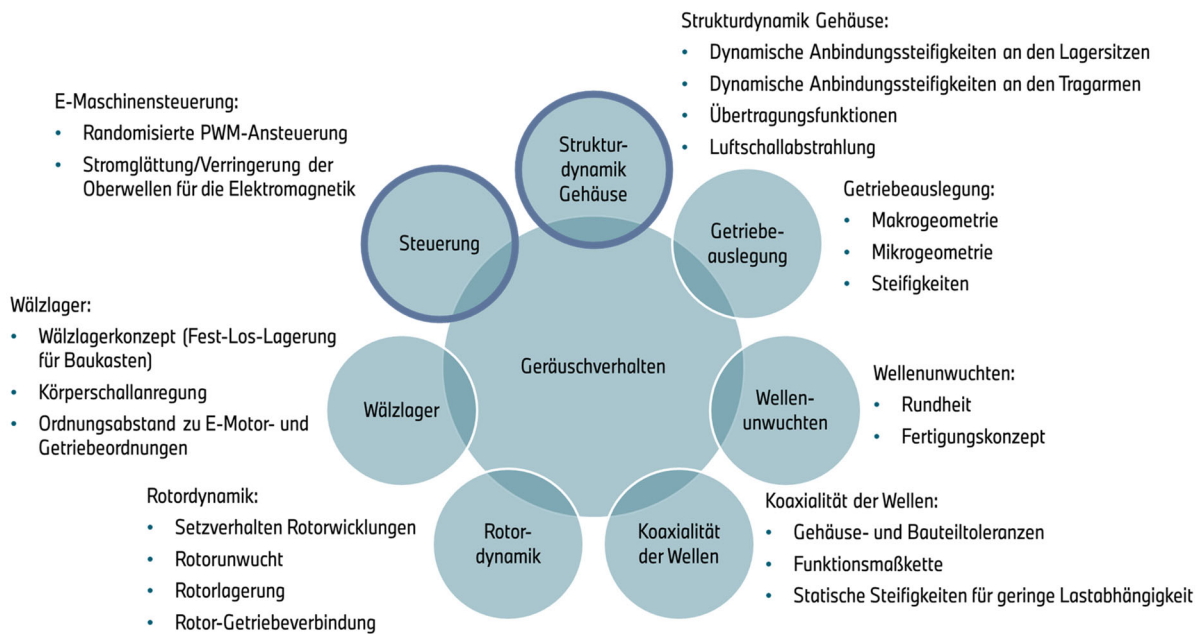 Strukturdynamik Gehäuse:
• Dynamische Anbindungssteifigkeiten an den Lagersitzen
• Dynamische Anbindungssteifigkeiten an den Tragarmen
• Übertragungsfunktionen
• Luftschallabstrahlung
E-Maschinensteuerung:
• Randomisierte PWM-Ansteuerung
• Stromglättung/Verringerung der
Oberwellen für die Elektromagnetik
Struktur-
dynamik
Gehäuse
Getriebeauslegung:
• Makrogeometrie
• Mikrogeometrie
• Steifigkeiten
Getriebe-
auslegung
Steuerung
Wälzlager:
• Wälzlagerkonzept (Fest-Los-Lagerung
für Baukasten)
• Körperschallanregung
• Ordnungsabstand zu E-Motor- und
Getriebeordnungen
Geräuschverhalten
Wälzlager
Wellen-
unwuchten
Wellenunwuchten:
• Rundheit
• Fertigungskonzept
Rotordynamik:
• Setzverhalten Rotorwicklungen
• Rotorunwucht
• Rotorlagerung
• Rotor-Getriebeverbindung
Rotor-
dynamik
Koaxialität
der Wellen
Koaxialität der Wellen:
• Gehäuse- und Bauteiltoleranzen
• Funktionsmaßkette
• Statische Steifigkeiten für geringe Lastabhängigkeit